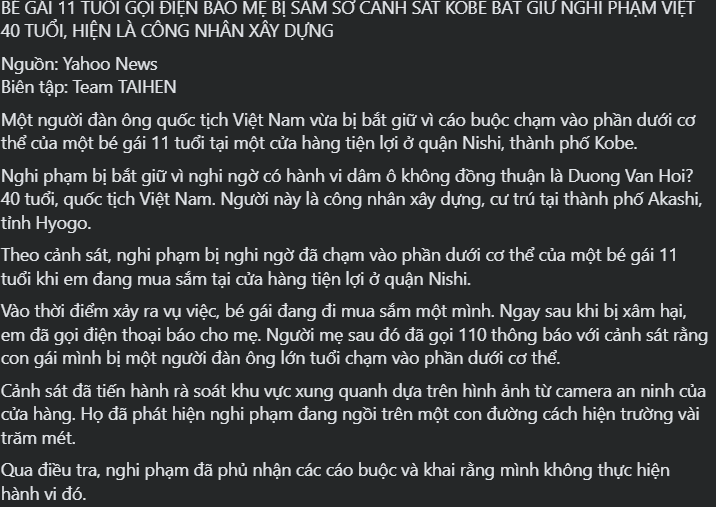 BÉ GÁI 11 TUỔI GỌI ĐIỆN BÁO MẸ BỊ SÀM SỠ CẢNH SÁT KOBE BẮT GIỮ NGHI PHẠM VIỆT
40 TUỔI, HIỆN LÀ CÔNG NHÂN XÂY DỰNG
Nguồn: Yahoo News
Biên tập: Team TAIHEN
Một người đàn ông quốc tịch Việt Nam vừa bị bắt giữ vì cáo buộc chạm vào phần dưới cơ
thể của một bé gái 11 tuổi tại một cửa hàng tiện lợi ở quận Nishi, thành phố Kobe.
Nghi phạm bị bắt giữ vì nghi ngờ có hành vi dâm ô không đồng thuận là Duong Van Hoi?
40 tuổi, quốc tịch Việt Nam. Người này là công nhân xây dựng, cư trú tại thành phố Akashi,
tỉnh Hyogo.
Theo cảnh sát, nghi phạm bị nghi ngờ đã chạm vào phần dưới cơ thể của một bé gái 11
tuổi khi em đang mua sắm tại cửa hàng tiện lợi ở quận Nishi.
Vào thời điểm xảy ra vụ việc, bé gái đang đi mua sắm một mình. Ngay sau khi bị xâm hại,
em đã gọi điện thoại báo cho mẹ. Người mẹ sau đó đã gọi 110 thông báo với cảnh sát rằng
con gái mình bị một người đàn ông lớn tuổi chạm vào phần dưới cơ thể.
Cảnh sát đã tiến hành rà soát khu vực xung quanh dựa trên hình ảnh từ camera an ninh của
cửa hàng. Họ đã phát hiện nghi phạm đang ngồi trên một con đường cách hiện trường vài
trăm mét.
Qua điều tra, nghi phạm đã phủ nhận các cáo buộc và khai rằng mình không thực hiện
hành vi đó.